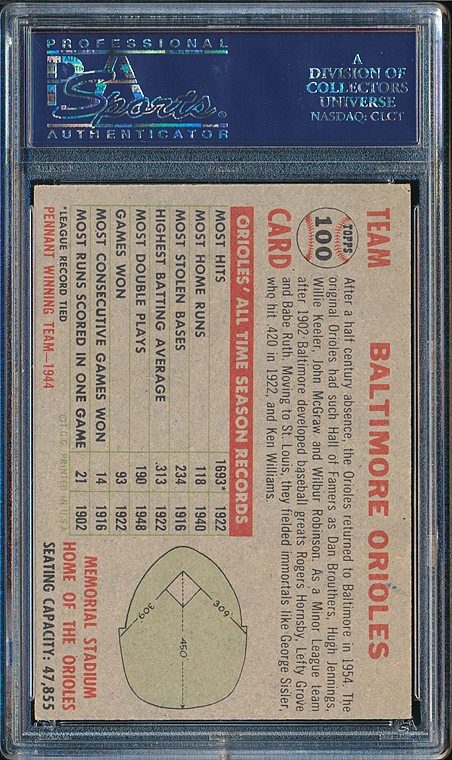 PROFESSIONAL
PSA
Sports
AUTHENTICATOR
A
DIVISION OF
COLLECTORS
UNIVERSE
NASDAQ: CLCT
TEAM
TOPPS
100
CARD
BALTIMORE ORIOLES
After a half century absence, the Orioles returned to Baltimore in 1954. The
original Orioles had such Hall of Famers as Dan Brouthers, Hugh Jennings,
Willie Keeler, John McGraw and Wilbur Robinson. As a Minor League team
after 1902 Baltimore developed baseball greats Rogers Hornsby, Lefty Grove
and Babe Ruth. Moving to St. Louis, they fielded immortals like George Sisler,
who hit .420 in 1922, and Ken Williams.
ORIOLES' ALL TIME SEASON RECORDS
MOST HITS 1693* 1922
MOST HOME RUNS 118 1940
MOST STOLEN BASES 234 1916
HIGHEST BATTING AVERAGE .313 1922
MOST DOUBLE PLAYS 190 1948
GAMES WON 93 1922
MOST CONSECUTIVE GAMES WON 14 1916
MOST RUNS SCORED IN ONE GAME 21 1902
*LEAGUE RECORD TIED
PENNANT WINNING TEAM—1944
©T.C.G. PRINTED IN U.S.A.
309
450
309
MEMORIAL STADIUM
HOME OF THE ORIOLES
SEATING CAPACITY: 47,855